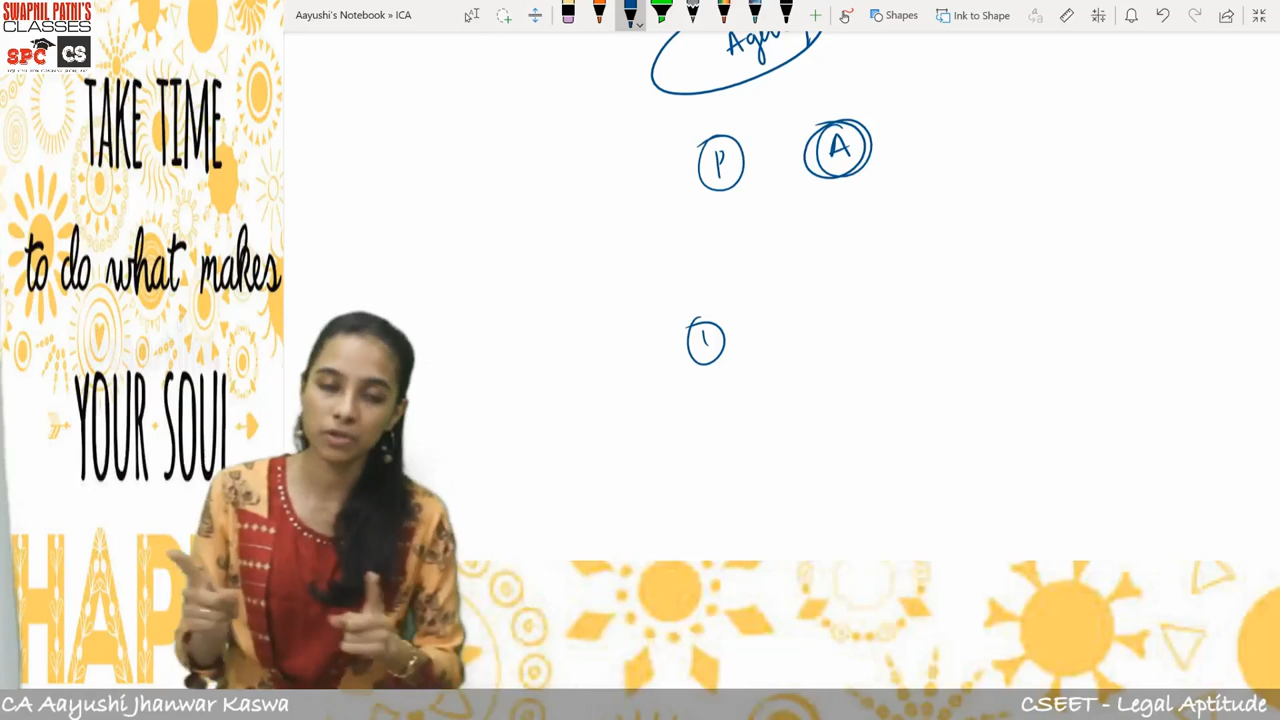 SWAPNIL PATNI'S
CLASSES
SPC CS
Aayushi's Notebook » ICA
Shapes
Ink to Shape
P
A
TAKE TIME
to do what makes
YOUR SOUL
HAP
CA Aayushi Jhanwar Kaswa
CSEET - Legal Aptitude